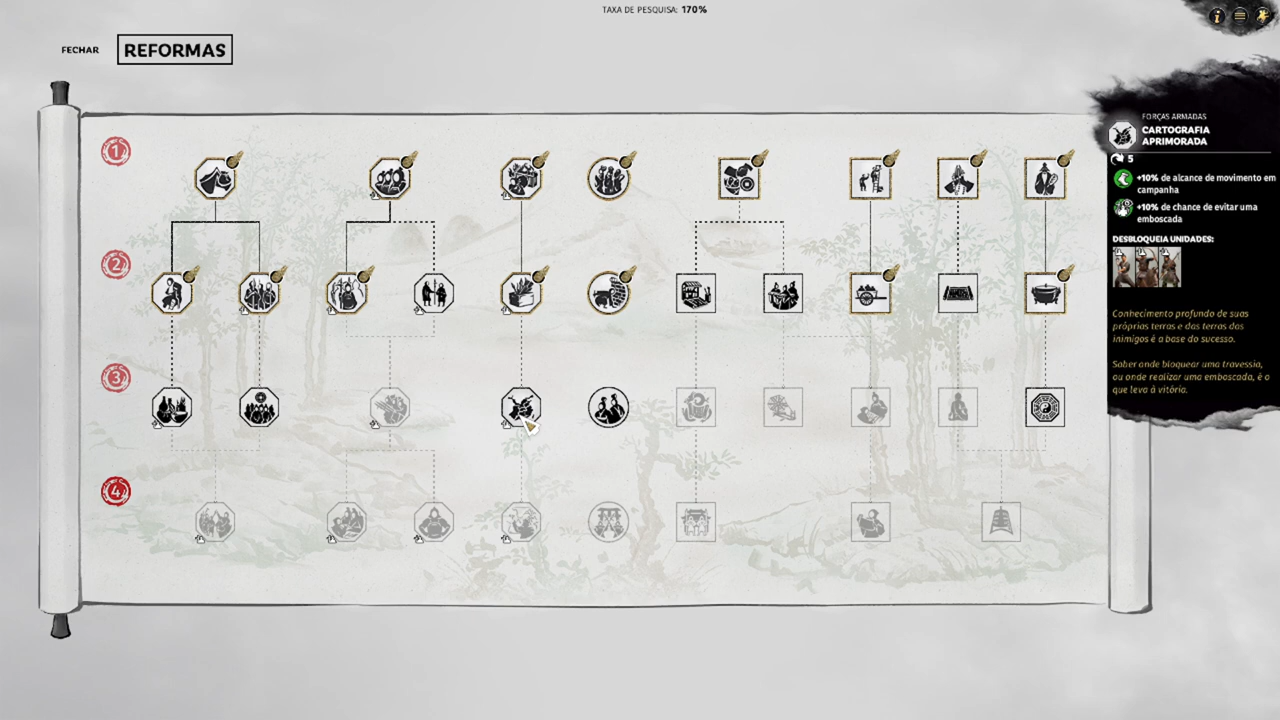 TAXA DE PESQUISA: 170%
FECHAR
REFORMAS
1
2
3
4
FORÇAS ARMADAS
CARTOGRAFIA
APRIMORADA
5
+10% de alcance de movimento em
campanha
+10% de chance de evitar uma
emboscada
DESBLOQUEIA UNIDADES:
Conhecimento profundo de suas
próprias terras e das terras dos
inimigos é a base do sucesso.
Saber onde bloquear uma travessia,
ou onde realizar uma emboscada, é o
que leva à vitória.